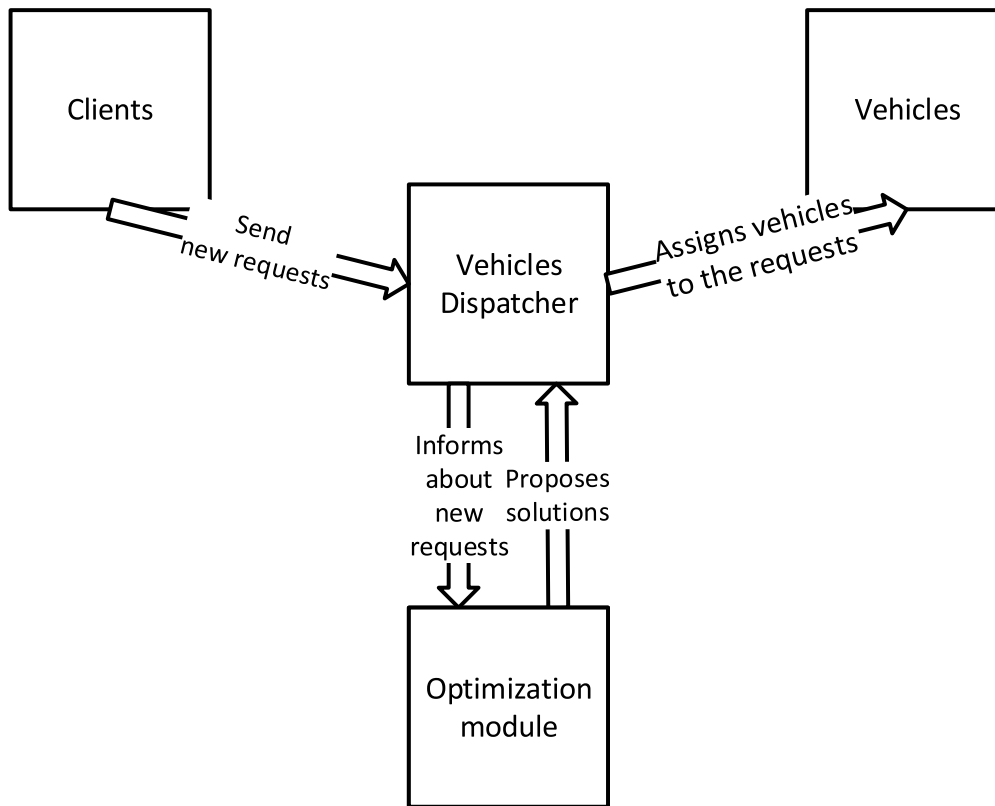 Clients
Vehicles
Send
new requests
Vehicles
Dispatcher
Assigns vehicles
to the requests
Informs
about
new
requests
Proposes
solutions
Optimization
module